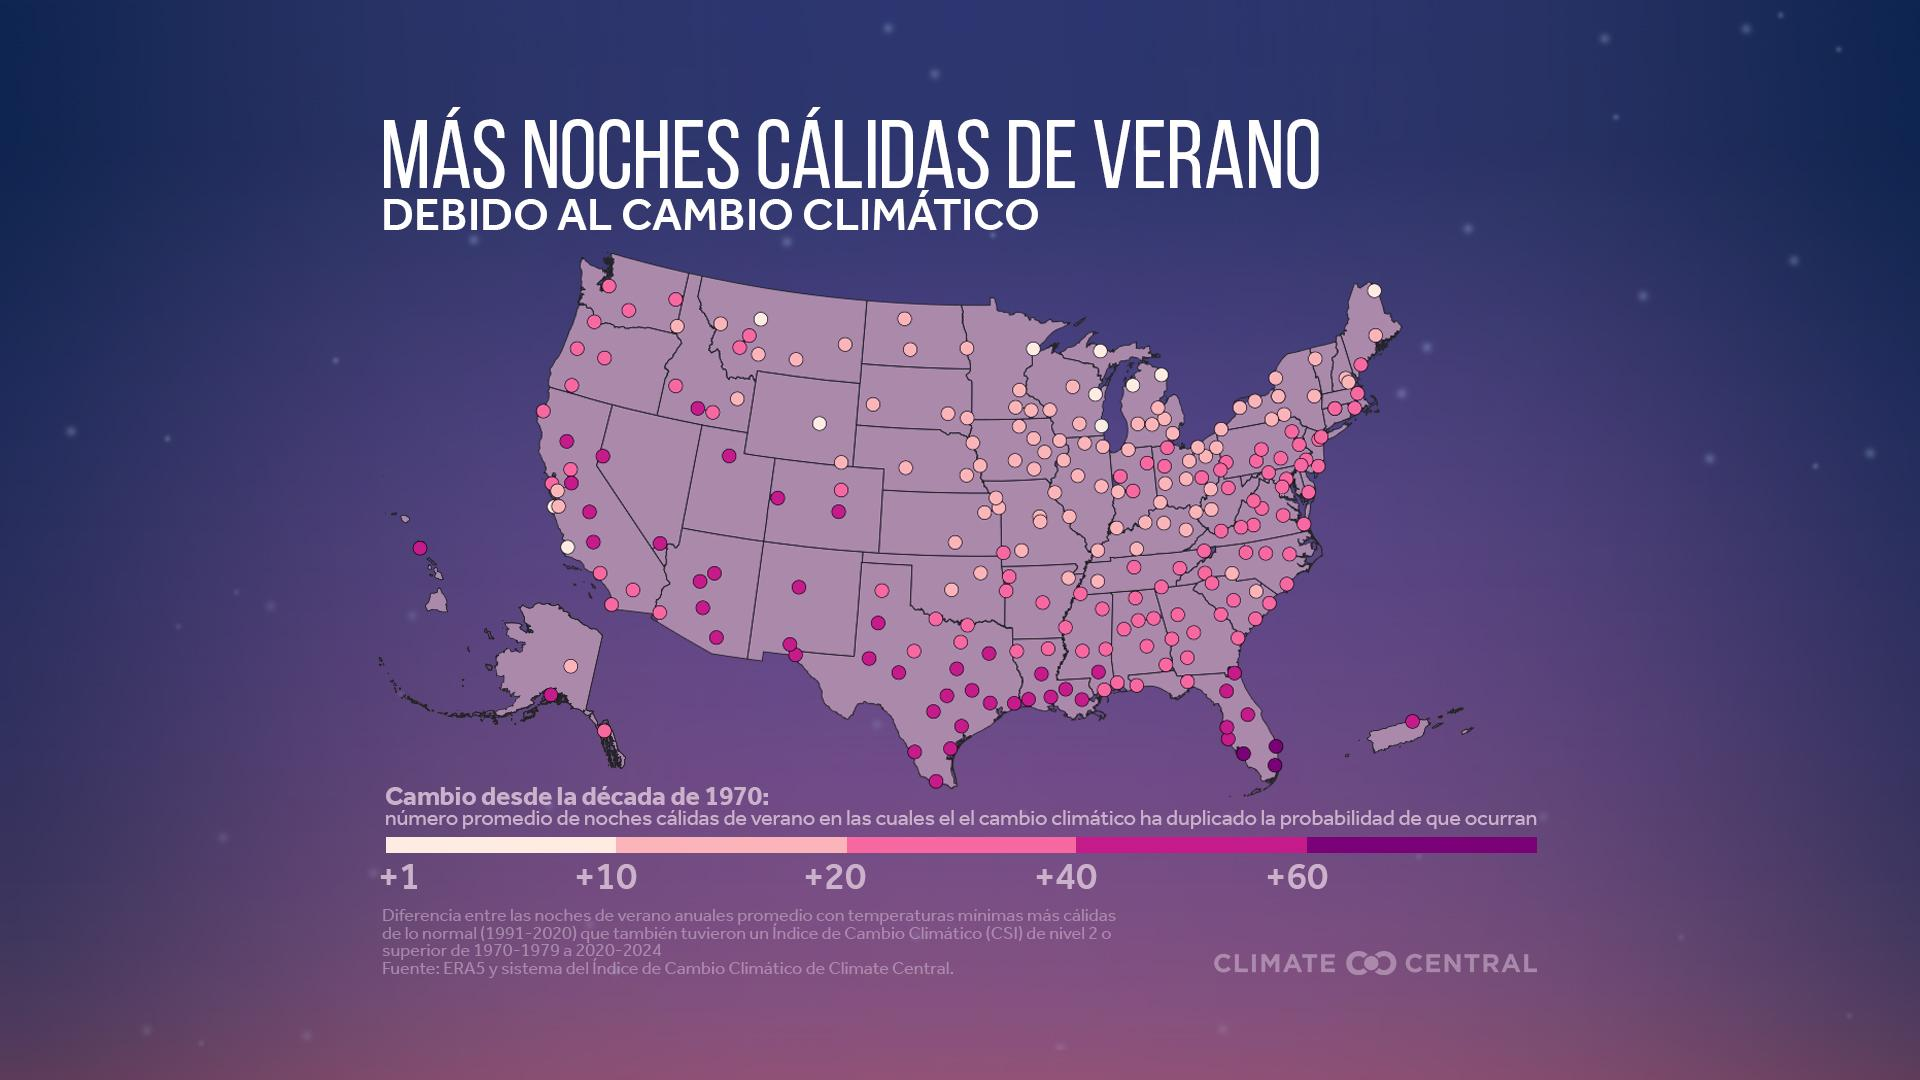 MÁS NOCHES CÁLIDAS DE VERANO
DEBIDO AL CAMBIO CLIMÁTICO
Cambio desde la década de 1970:
número promedio de noches cálidas de verano en las cuales el el cambio climático ha duplicado la probabilidad de que ocurran
+1 +10 +20 +40 +60
Diferencia entre las noches de verano anuales promedio con temperaturas mínimas más cálidas
de lo normal (1991-2020) que también tuvieron un Índice de Cambio Climático (CSI) de nivel 2 o
superior de 1970-1979 a 2020-2024
Fuente: ERA5 y sistema del Índice de Cambio Climático de Climate Central.
CLIMATE CENTRAL